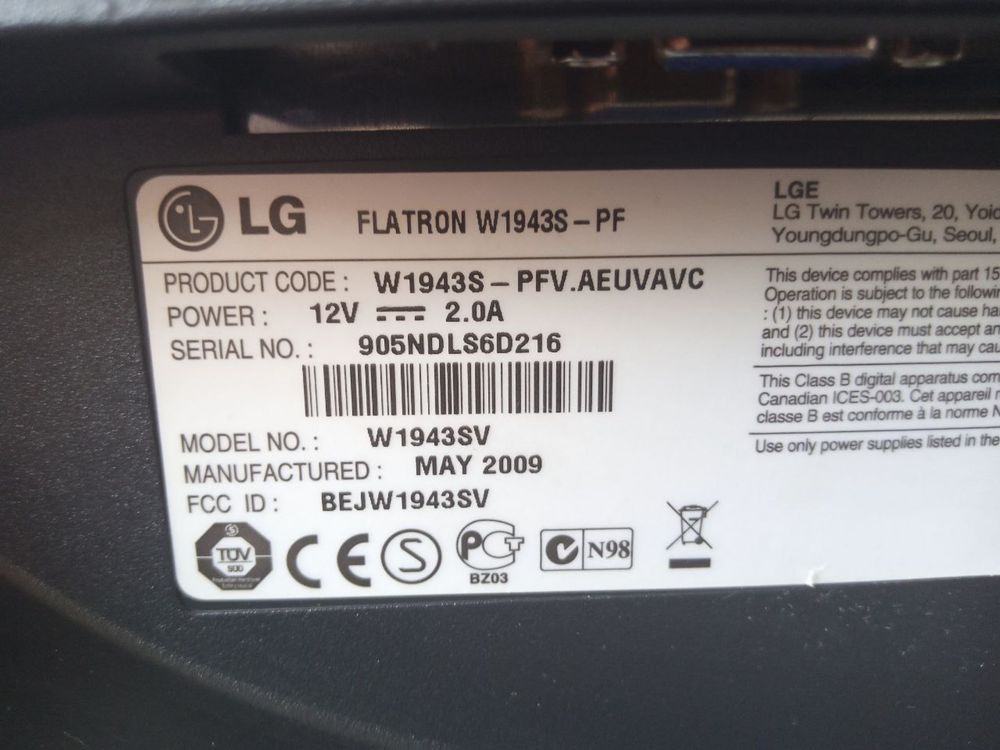 LG FLATRON W1943S-PF
PRODUCT CODE : W1943S-PFV.AEUVAVC
POWER : 12V 2.0A
SERIAL NO. : 905NDLS6D216
MODEL NO. : W1943SV
MANUFACTURED : MAY 2009
FCC ID : BEJW1943SV
TÜV
SÜD
CE
S
PCT
BZ03
N98
LGE
LG Twin Towers, 20,
Youngdungpo-Gu, Seoul,
This device complies with part 15
Operation is subject to the
: (1) this device may not cause
and (2) this device must accept
including interference that may
This Class B digital apparatus
Canadian ICES-003. Cet appareil
classe B est conforme à la norme
Use only power supplies listed in the